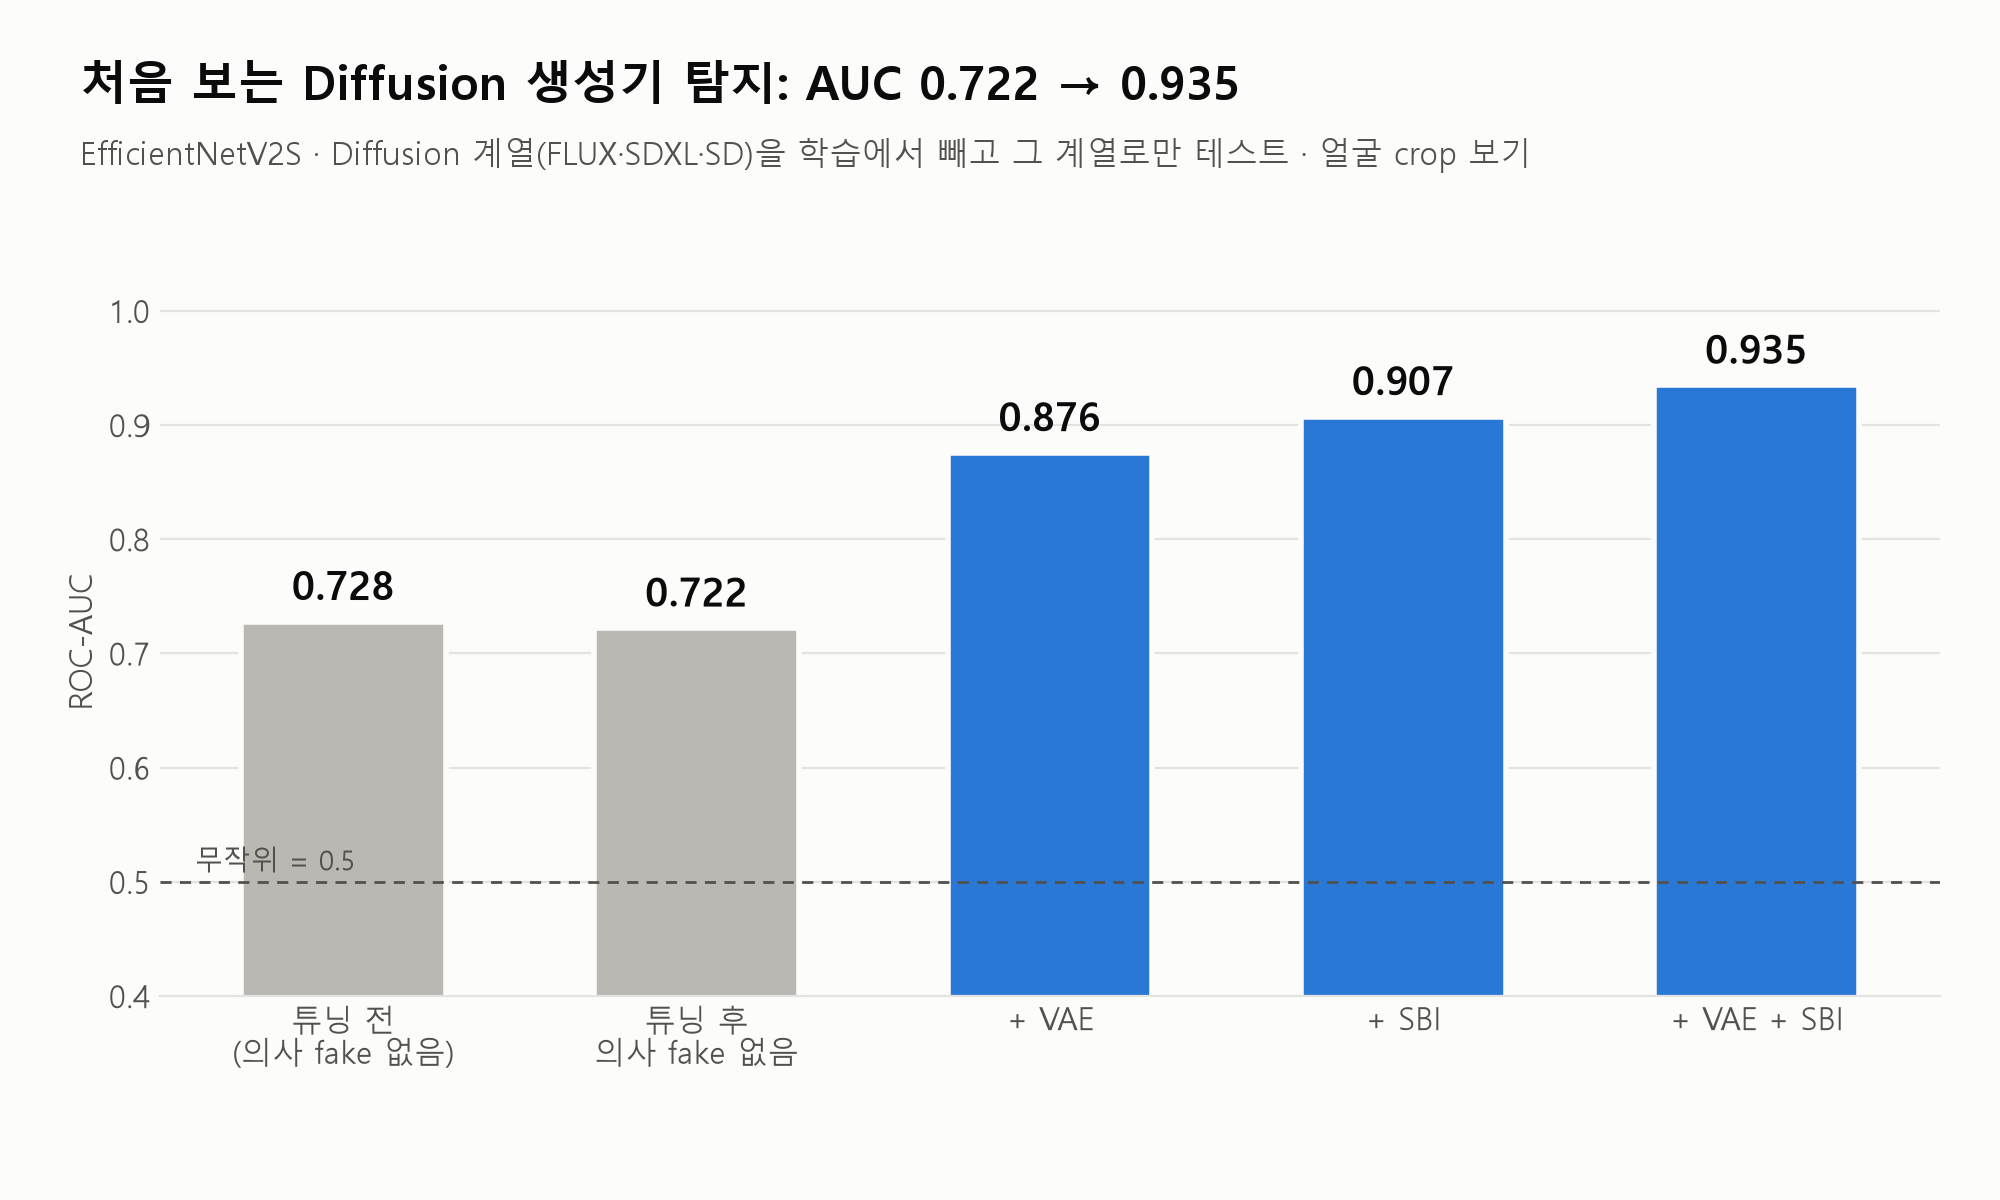 처음 보는 Diffusion 생성기 탐지: AUC 0.722 → 0.935
EfficientNetV2S · Diffusion 계열(FLUX·SDXL·SD)을 학습에서 빼고 그 계열로만 테스트 · 얼굴 crop 보기
ROC-AUC
1.0
0.9
0.8
0.7
0.6
0.5
0.4
0.728
0.722
0.876
0.907
0.935
무작위 = 0.5
튜닝 전
(의사 fake 없음)
튜닝 후
의사 fake 없음
+ VAE
+ SBI
+ VAE + SBI